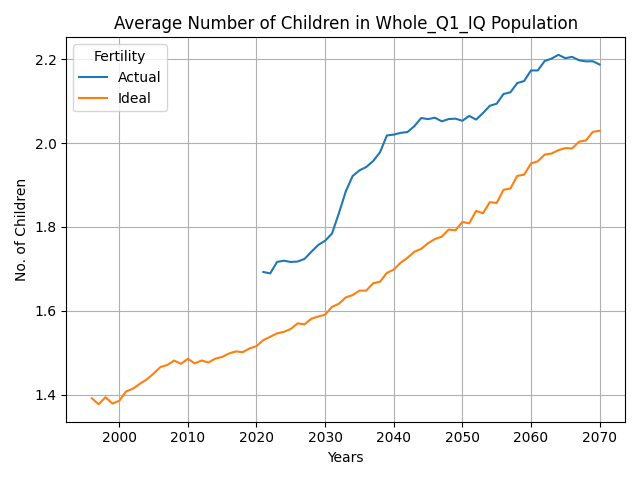 Average Number of Children in Whole_Q1_IQ Population
Fertility
Actual
Ideal
No. of Children
2.2
2.0
1.8
1.6
1.4
2000 2010 2020 2030 2040 2050 2060 2070
Years